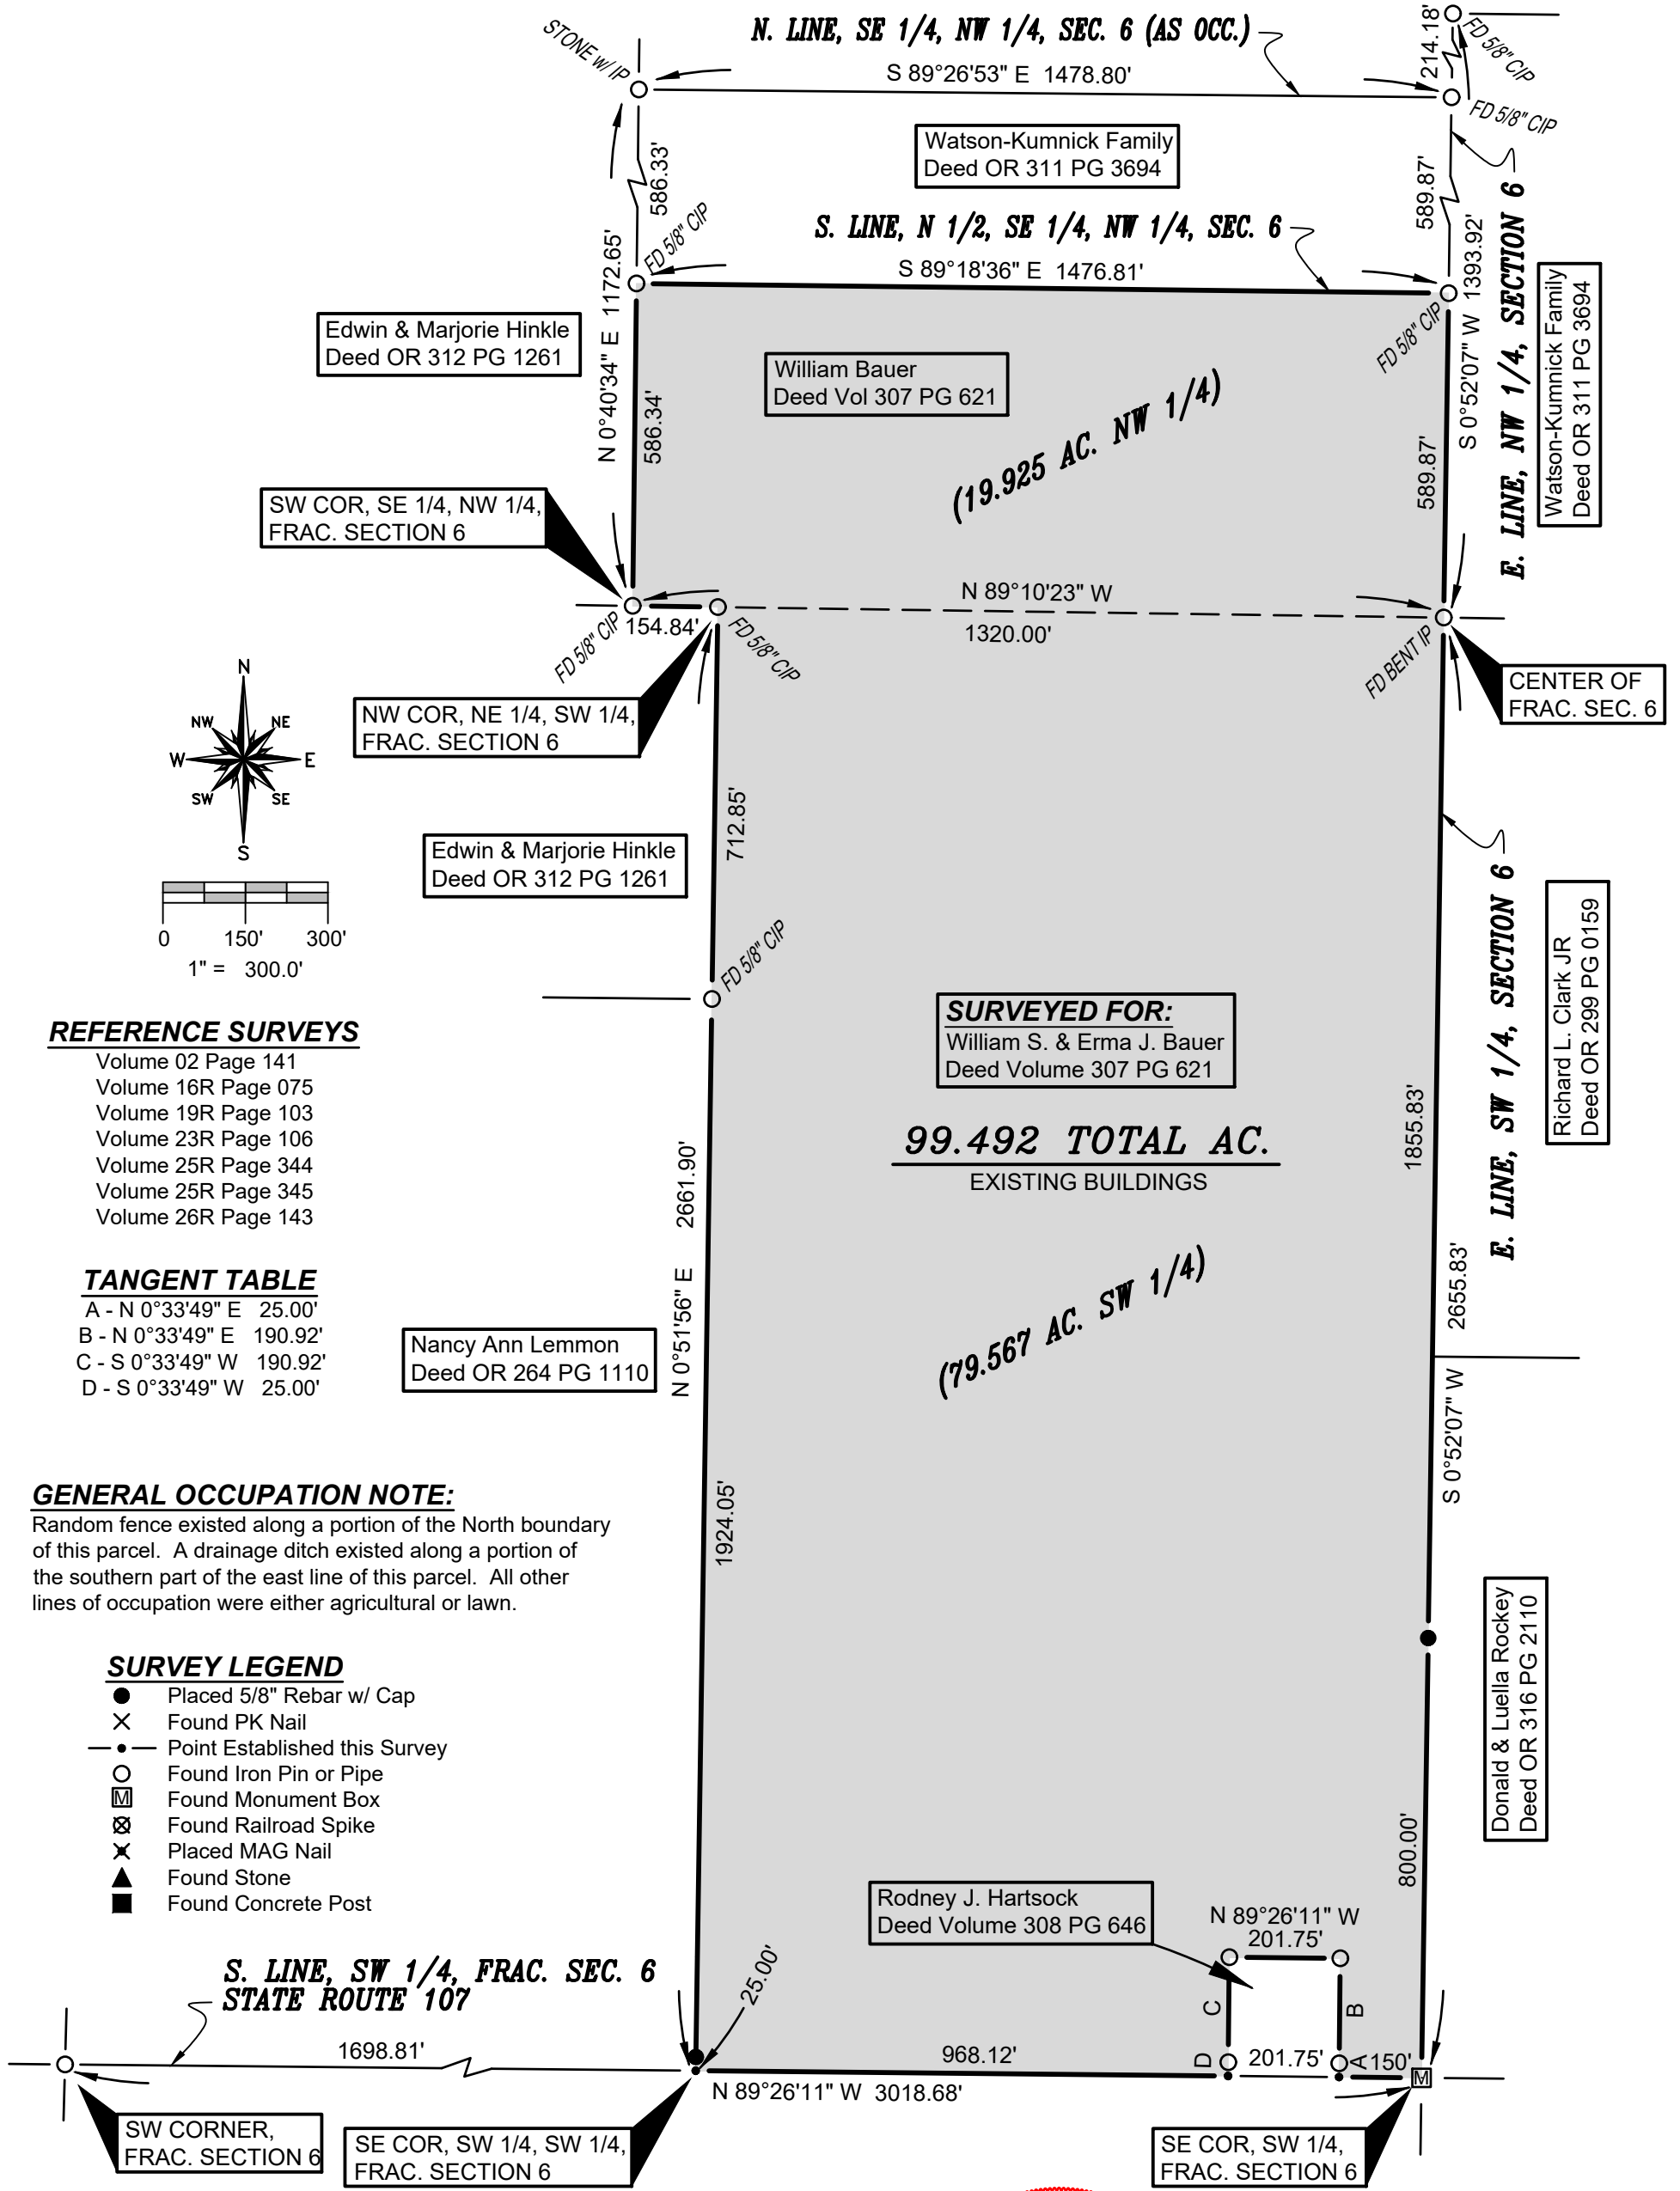 N. LINE, SE 1/4, NW 1/4, SEC. 6 (AS OCC.)
S 89°26'53" E 1478.80'
STONE w/ IP
214.18'
FD 5/8" CIP
FD 5/8" CIP
Watson-Kumnick Family
Deed OR 311 PG 3694
586.33'
589.87'
FD 5/8" CIP
S. LINE, N 1/2, SE 1/4, NW 1/4, SEC. 6
S 89°18'36" E 1476.81'
N 0°40'34" E 1172.65'
S 0°52'07" W 1393.92'
E. LINE, NW 1/4, SECTION 6
Watson-Kumnick Family
Deed OR 311 PG 3694
Edwin & Marjorie Hinkle
Deed OR 312 PG 1261
William Bauer
Deed Vol 307 PG 621
FD 5/8" CIP
586.34'
(19.925 AC. NW 1/4)
589.87'
SW COR, SE 1/4, NW 1/4,
FRAC. SECTION 6
N 89°10'23" W
154.84'
1320.00'
FD 5/8" CIP
FD 5/8" CIP
FD BENT IP
NW COR, NE 1/4, SW 1/4,
FRAC. SECTION 6
CENTER OF
FRAC. SEC. 6
N
NW NE
W E
SW SE
S
0 150' 300'
1" = 300.0'
712.85'
Edwin & Marjorie Hinkle
Deed OR 312 PG 1261
FD 5/8" CIP
E. LINE, SW 1/4, SECTION 6
Richard L. Clark JR
Deed OR 299 PG 0159
REFERENCE SURVEYS
Volume 02 Page 141
Volume 16R Page 075
Volume 19R Page 103
Volume 23R Page 106
Volume 25R Page 344
Volume 25R Page 345
Volume 26R Page 143
SURVEYED FOR:
William S. & Erma J. Bauer
Deed Volume 307 PG 621
99.492 TOTAL AC.
EXISTING BUILDINGS
1855.83'
N 0°51'56" E 2661.90'
S 0°52'07" W 2655.83'
(79.567 AC. SW 1/4)
TANGENT TABLE
A - N 0°33'49" E 25.00'
B - N 0°33'49" E 190.92'
C - S 0°33'49" W 190.92'
D - S 0°33'49" W 25.00'
Nancy Ann Lemmon
Deed OR 264 PG 1110
1924.05'
GENERAL OCCUPATION NOTE:
Random fence existed along a portion of the North boundary
of this parcel. A drainage ditch existed along a portion of
the southern part of the east line of this parcel. All other
lines of occupation were either agricultural or lawn.
Donald & Luella Rockey
Deed OR 316 PG 2110
800.00'
SURVEY LEGEND
Placed 5/8" Rebar w/ Cap
Found PK Nail
Point Established this Survey
Found Iron Pin or Pipe
M Found Monument Box
Found Railroad Spike
Placed MAG Nail
Found Stone
Found Concrete Post
Rodney J. Hartsock
Deed Volume 308 PG 646
N 89°26'11" W
201.75'
C
B
S. LINE, SW 1/4, FRAC. SEC. 6
STATE ROUTE 107
25.00'
1698.81'
968.12'
D
201.75'
A
150'
M
N 89°26'11" W 3018.68'
SW CORNER,
FRAC. SECTION 6
SE COR, SW 1/4, SW 1/4,
FRAC. SECTION 6
SE COR, SW 1/4,
FRAC. SECTION 6